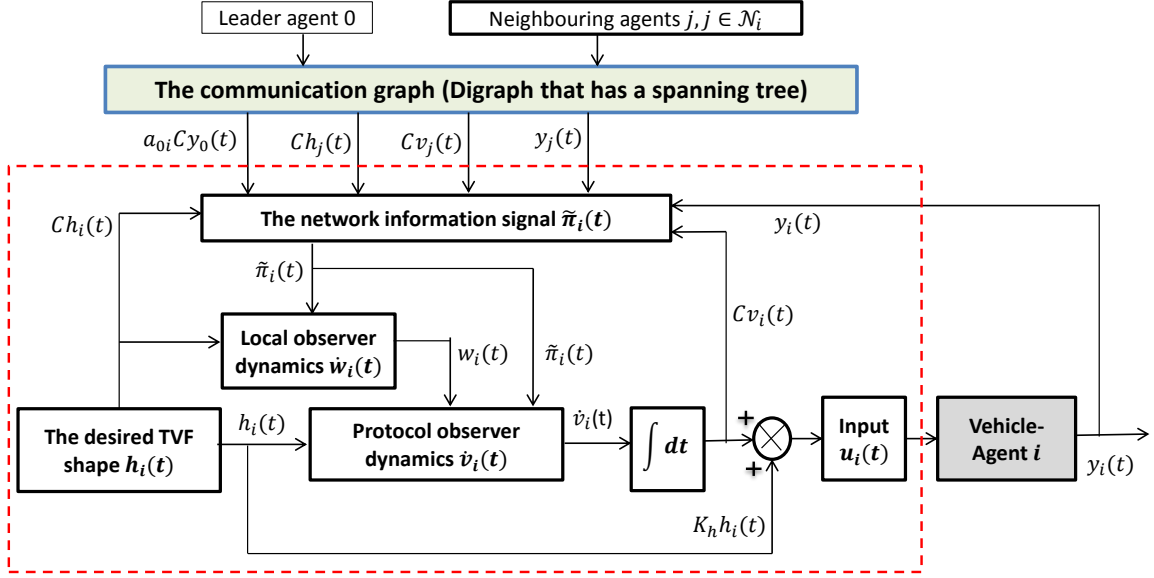 Leader agent 0
Neighbouring agents j, j ∈ 𝒩ᵢ
The communication graph (Digraph that has a spanning tree)
a₀ᵢCy₀(t)
Chⱼ(t)
Cvⱼ(t)
yⱼ(t)
The network information signal π̃ᵢ(t)
Chᵢ(t)
yᵢ(t)
π̃ᵢ(t)
Cvᵢ(t)
Local observer
dynamics ẇᵢ(t)
wᵢ(t)
π̃ᵢ(t)
The desired TVF
shape hᵢ(t)
hᵢ(t)
Protocol observer
dynamics v̇ᵢ(t)
v̇ᵢ(t)
∫ dt
+
+
Input
uᵢ(t)
Vehicle-
Agent i
yᵢ(t)
Kₕhᵢ(t)